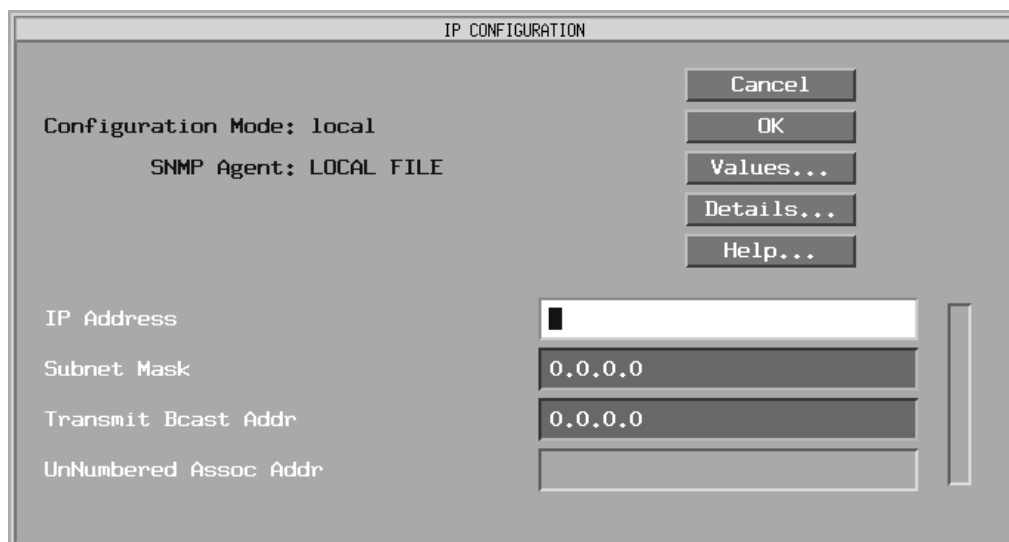 IP CONFIGURATION
Cancel
Configuration Mode: local
OK
SNMP Agent: LOCAL FILE
Values...
Details...
Help...
IP Address
Subnet Mask
0.0.0.0
Transmit Bcast Addr
0.0.0.0
UnNumbered Assoc Addr